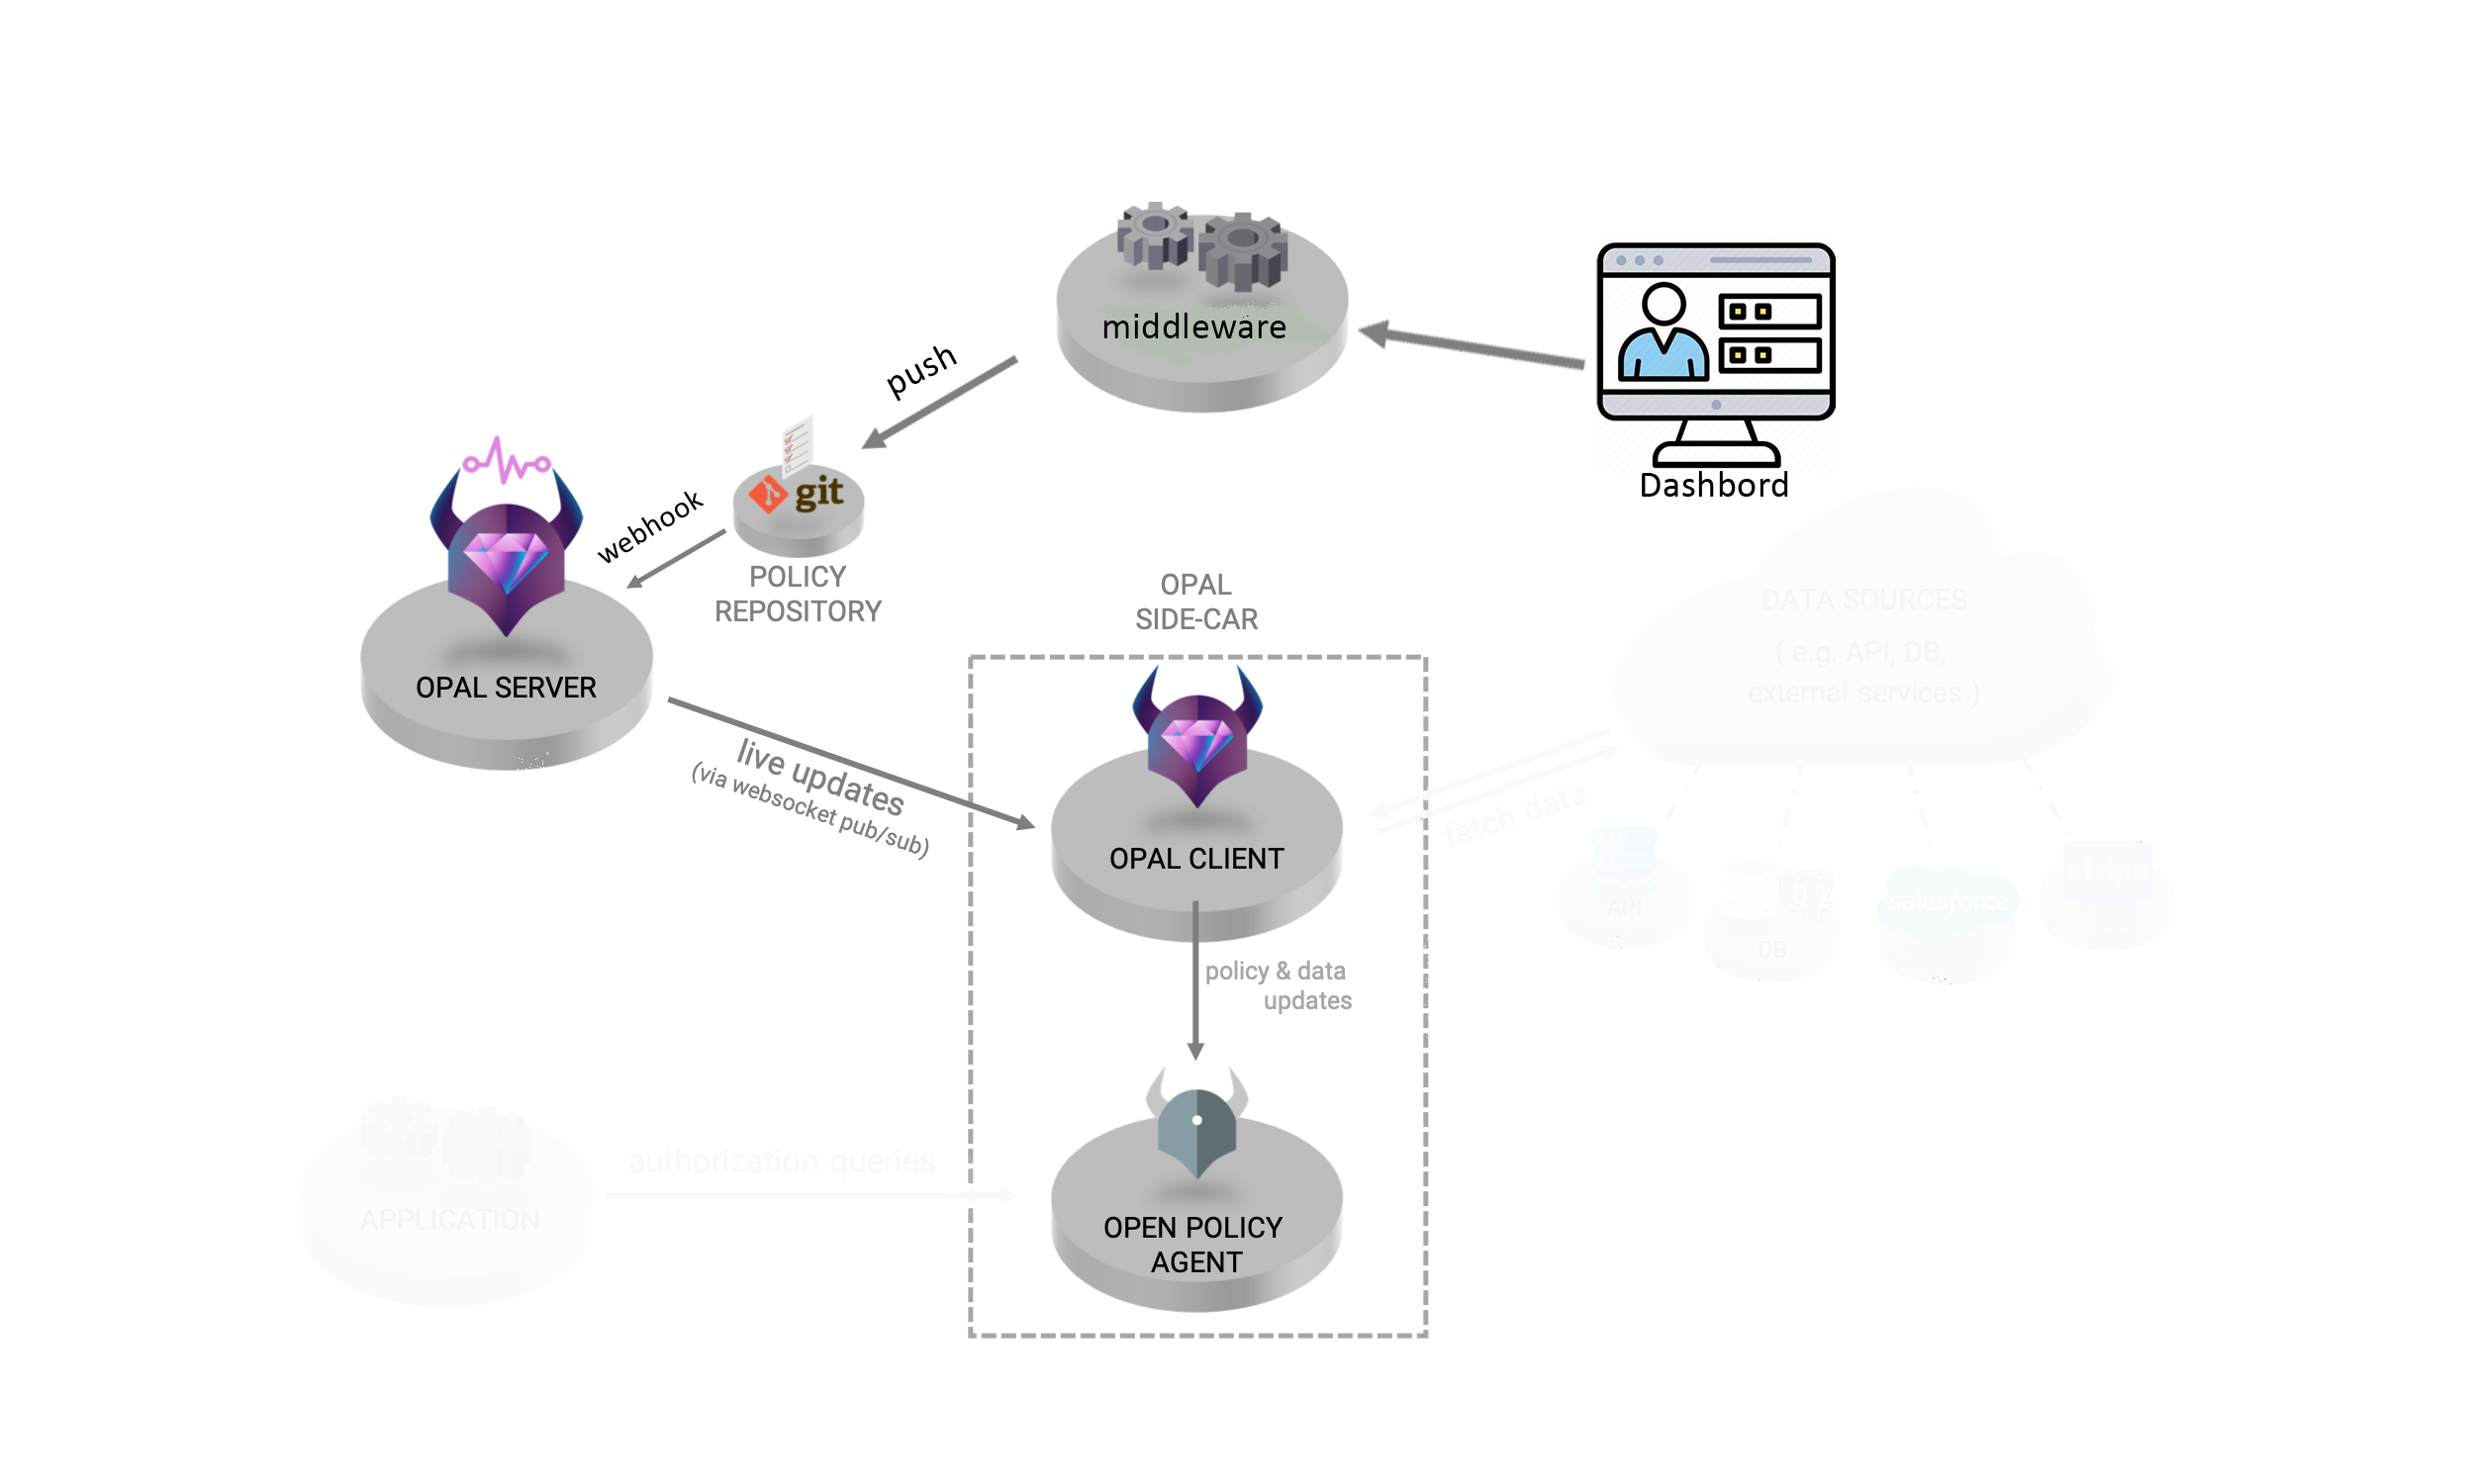 middleware
Dashbord
push
git
webhook
POLICY
REPOSITORY
OPAL SERVER
OPAL
SIDE-CAR
live updates
(via websocket pub/sub)
OPAL CLIENT
policy & data
updates
OPEN POLICY
AGENT
DATA SOURCES
( e.g. API, DB,
external services )
fetch data
API
DB
salesforce
stripe
authorization queries
APPLICATION